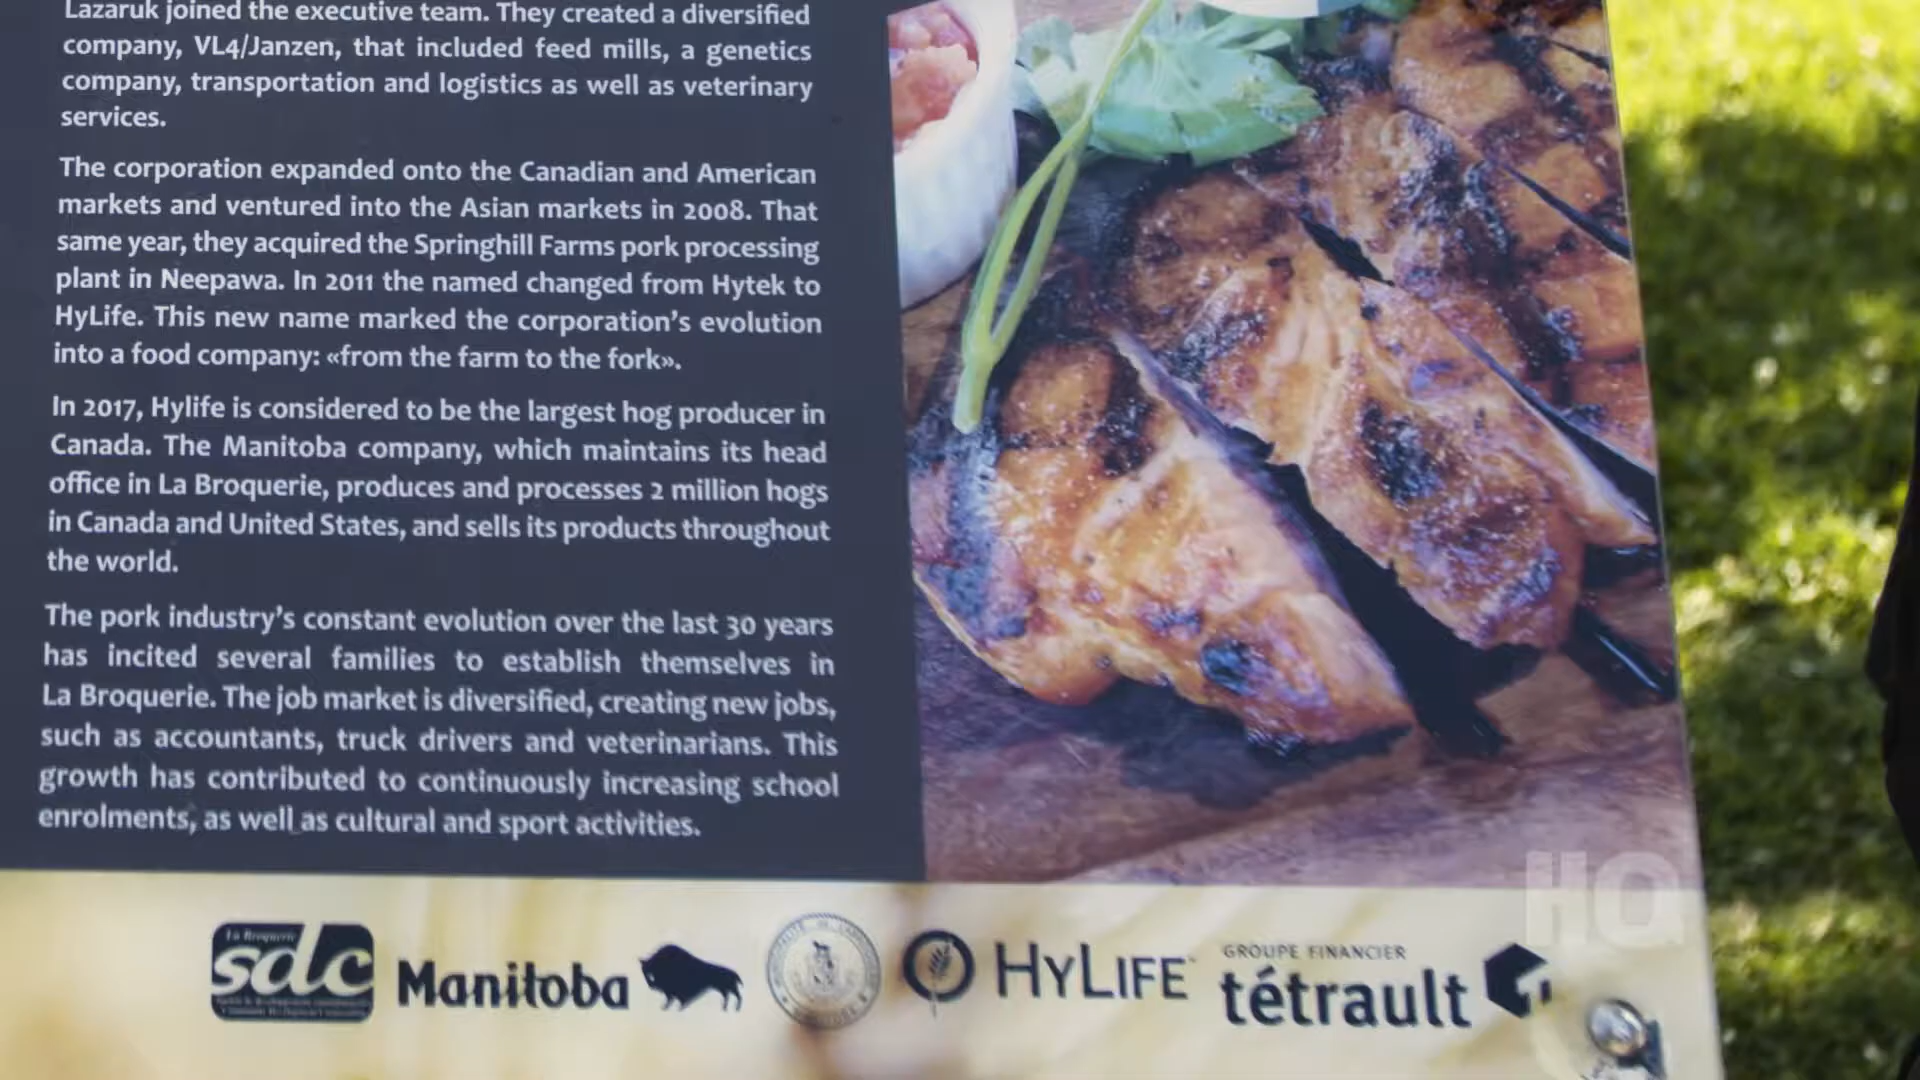 Lazaruk joined the executive team. They created a diversified
company, VL4/Janzen, that included feed mills, a genetics
company, transportation and logistics as well as veterinary
services.
The corporation expanded onto the Canadian and American
markets and ventured into the Asian markets in 2008. That
same year, they acquired the Springhill Farms pork processing
plant in Neepawa. In 2011 the named changed from Hytek to
HyLife. This new name marked the corporation's evolution
into a food company: «from the farm to the fork».
In 2017, Hylife is considered to be the largest hog producer in
Canada. The Manitoba company, which maintains its head
office in La Broquerie, produces and processes 2 million hogs
in Canada and United States, and sells its products throughout
the world.
The pork industry's constant evolution over the last 30 years
has incited several families to establish themselves in
La Broquerie. The job market is diversified, creating new jobs,
such as accountants, truck drivers and veterinarians. This
growth has contributed to continuously increasing school
enrolments, as well as cultural and sport activities.
La Broquerie
sdc
Manitoba
HYLIFE
GROUPE FINANCIER
tétrault
HQ